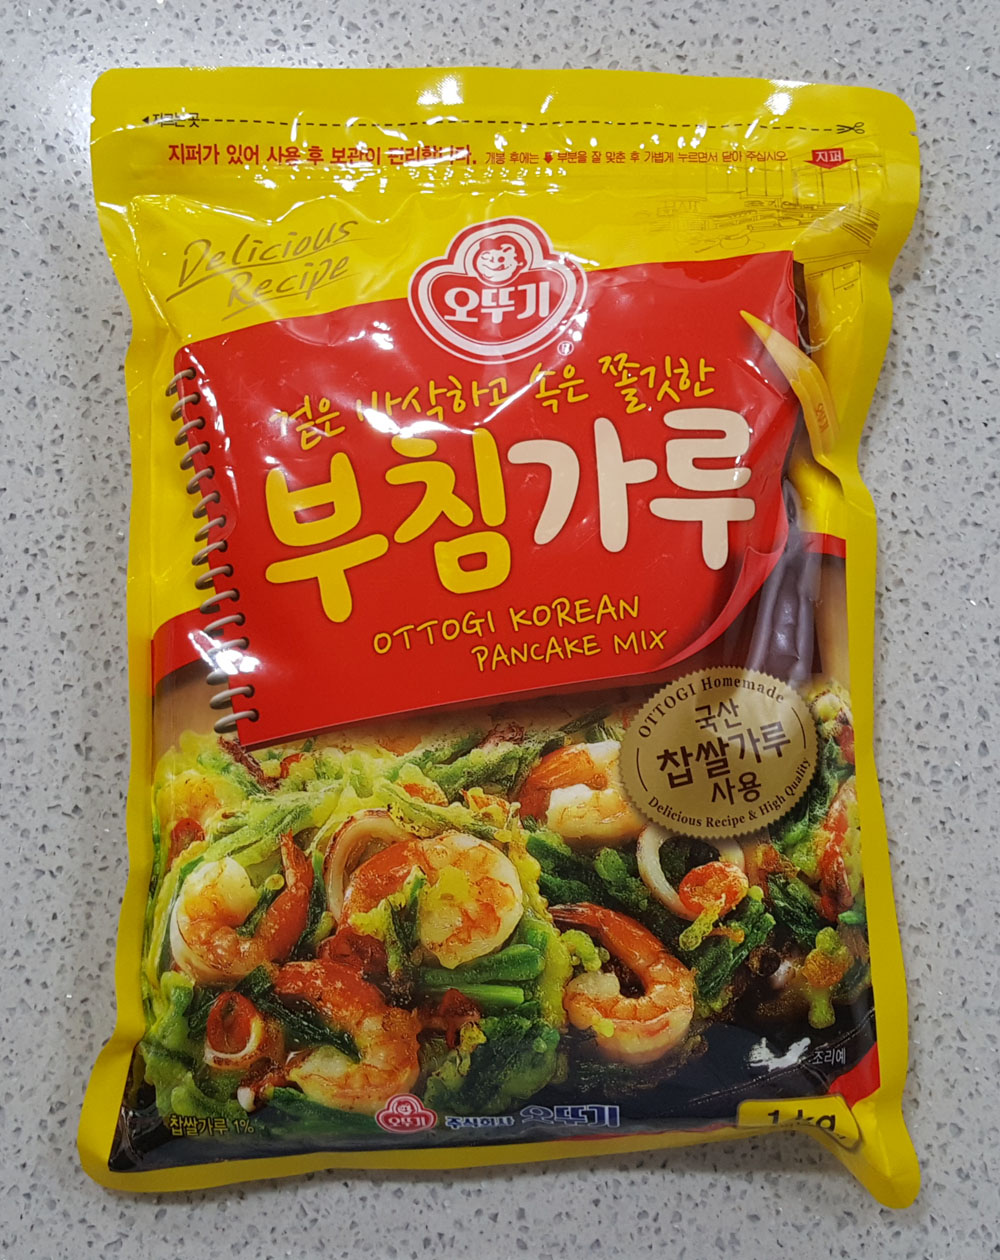 자르는곳
지퍼가 있어 사용 후 보관이 편리합니다. 개봉 후에는 부분을 잘 맞춘 후 가볍게 누르면서 닫아 주십시오 지퍼
Delicious
Recipe
오뚜기
겉은 바삭하고 속은 쫄깃한
부침가루
OTTOGI KOREAN
PANCAKE MIX
OTTOGI Homemade
국산
찹쌀가루
사용
Delicious Recipe & High Quality
조리예
찹쌀가루 1%
오뚜기 주식회사 오뚜기
1kg